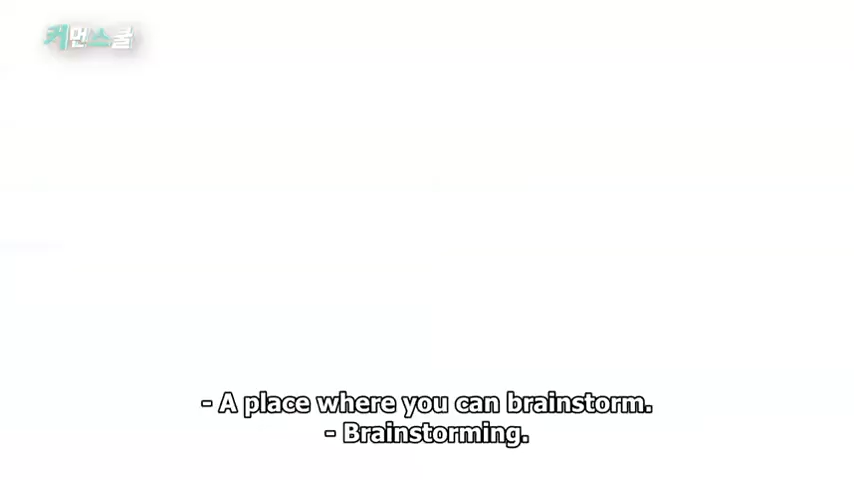 커먼스쿨
- A place where you can brainstorm.
- Brainstorming.